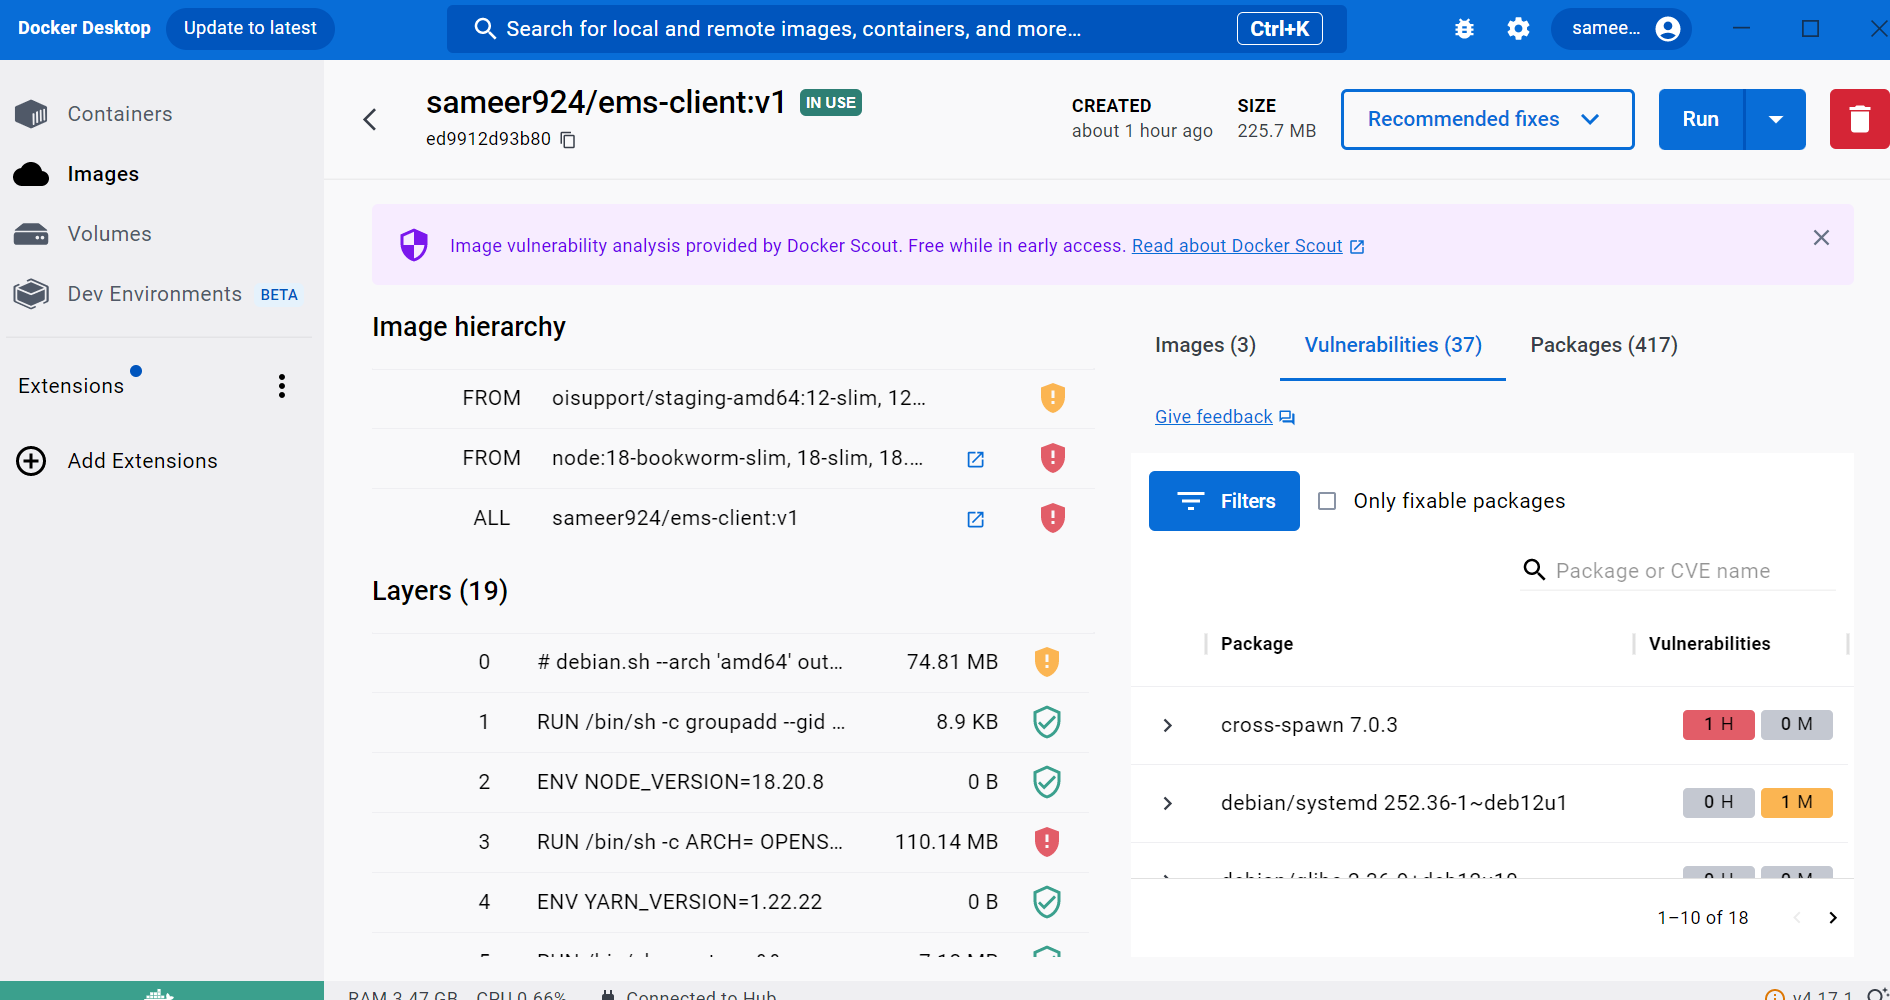 Docker Desktop
Update to latest
Search for local and remote images, containers, and more...
Ctrl+K
samee...
Containers
Images
Volumes
Dev Environments BETA
Extensions
Add Extensions
sameer924/ems-client:v1
IN USE
ed9912d93b80
CREATED
about 1 hour ago
SIZE
225.7 MB
Recommended fixes
Run
Image vulnerability analysis provided by Docker Scout. Free while in early access. Read about Docker Scout
Image hierarchy
FROM oisupport/staging-amd64:12-slim, 12...
FROM node:18-bookworm-slim, 18-slim, 18....
ALL sameer924/ems-client:v1
Layers (19)
0 # debian.sh --arch 'amd64' out... 74.81 MB
1 RUN /bin/sh -c groupadd --gid ... 8.9 KB
2 ENV NODE_VERSION=18.20.8 0 B
3 RUN /bin/sh -c ARCH= OPENS... 110.14 MB
4 ENV YARN_VERSION=1.22.22 0 B
Images (3)
Vulnerabilities (37)
Packages (417)
Give feedback
Filters
Only fixable packages
Package or CVE name
Package Vulnerabilities
cross-spawn 7.0.3 1 H 0 M
debian/systemd 252.36-1~deb12u1 0 H 1 M
1–10 of 18
RAM 3.47 GB CPU 0.66% Connected to Hub
v4.17.1